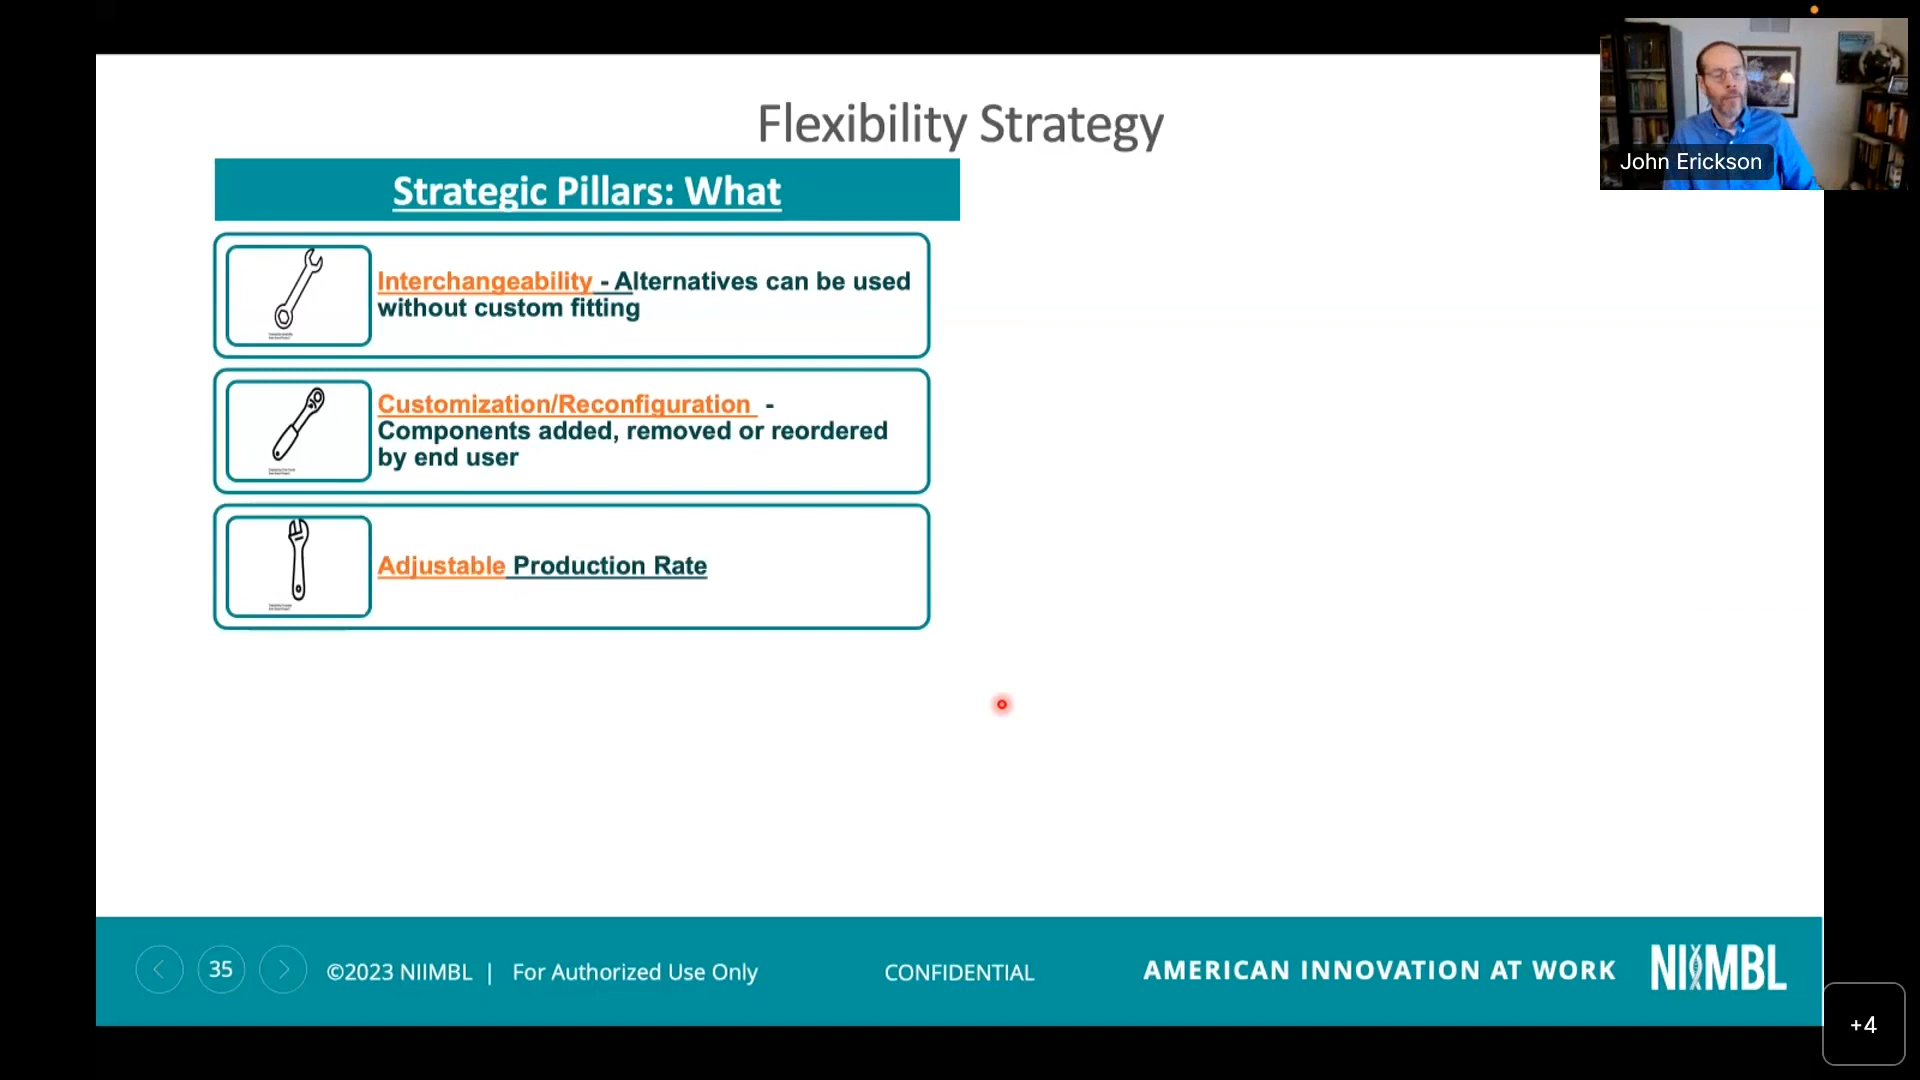 Flexibility Strategy
John Erickson
Strategic Pillars: What
Interchangeability - Alternatives can be used
without custom fitting
Customization/Reconfiguration -
Components added, removed or reordered
by end user
Adjustable Production Rate
35
©2023 NIIMBL | For Authorized Use Only
CONFIDENTIAL
AMERICAN INNOVATION AT WORK
NIIMBL
+4